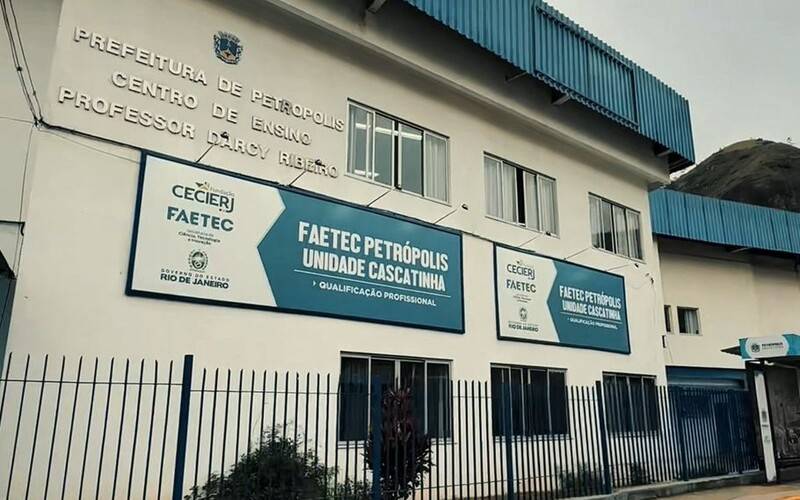 PREFEITURA DE PETRÓPOLIS
CENTRO DE ENSINO
PROFESSOR DARCY RIBEIRO
Fundação
CECIERJ
FAETEC
Secretaria de
Ciência, Tecnologia
e Inovação
GOVERNO DO ESTADO
RIO DE JANEIRO
FAETEC PETRÓPOLIS
UNIDADE CASCATINHA
QUALIFICAÇÃO PROFISSIONAL
CECIERJ
FAETEC
RIO DE JANEIRO
FAETEC PETRÓPOLIS
UNIDADE CASCATINHA
QUALIFICAÇÃO PROFISSIONAL
PETRÓPOLIS